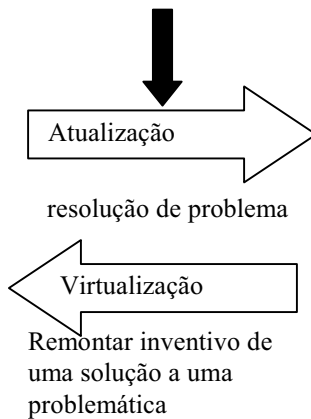 Atualização
resolução de problema
Virtualização
Remontar inventivo de
uma solução a uma
problemática